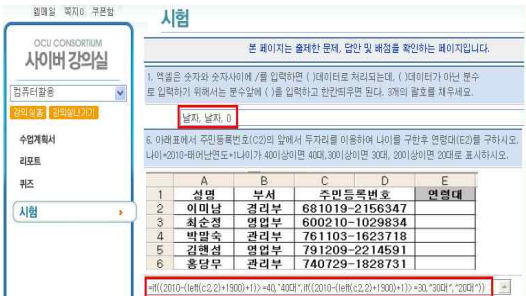 웹메일 쪽지0 쿠폰함
OCU CONSORTIUM
사이버 강의실
컴퓨터활용
강의실홈 강의실나가기
수업계획서
리포트
퀴즈
시험
시험
본 페이지는 출제한 문제, 답안 및 배점을 확인하는 페이지입니다.
1. 엑셀은 숫자와 숫자사이에 /를 입력하면 ( )데이터로 처리되는데, ( )데이터가 아닌 분수
로 입력하기 위해서는 분수앞에 ( )을 입력하고 한칸띄우면 된다. 3개의 괄호를 채우세요.
날짜, 날짜, 0
6. 아래표에서 주민등록번호(C2)의 앞에서 두자리를 이용하여 나이를 구한후 연령대(E2)를 구하시오.
나이=2010-태어난연도+1나이가 40이상이면 40대,30이상이면 30대, 20이상이면 20대로 표시하시오.
A B C D E
1 성명 부서 주민등록번호 연령대
2 이미남 경리부 681019-2156347
3 최순정 영업부 600210-1029834
4 박말숙 관리부 761103-1623718
5 김핸섬 영업부 791209-2214591
6 홍당무 관리부 740729-1828731
=if((2010-(left(c2,2)+1900)+1)>=40,"40대",if((2010-(left(c2,2)+1900)+1)>=30,"30대","20대"))